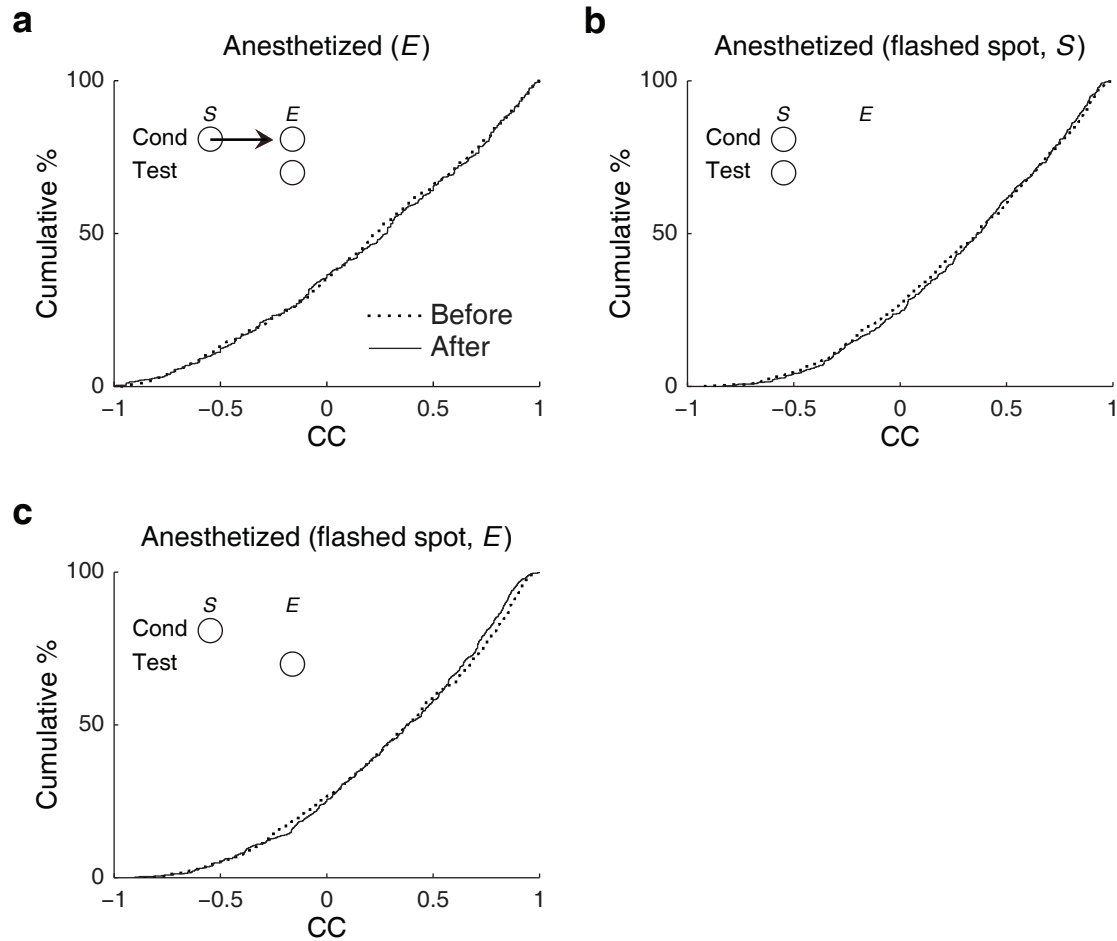 a
Anesthetized (E)
100
50
0
Cumulative %
S E
Cond
Test
Before
After
−1 −0.5 0 0.5 1
CC
b
Anesthetized (flashed spot, S)
100
50
0
Cumulative %
S E
Cond
Test
−1 −0.5 0 0.5 1
CC
c
Anesthetized (flashed spot, E)
100
50
0
Cumulative %
S E
Cond
Test
−1 −0.5 0 0.5 1
CC